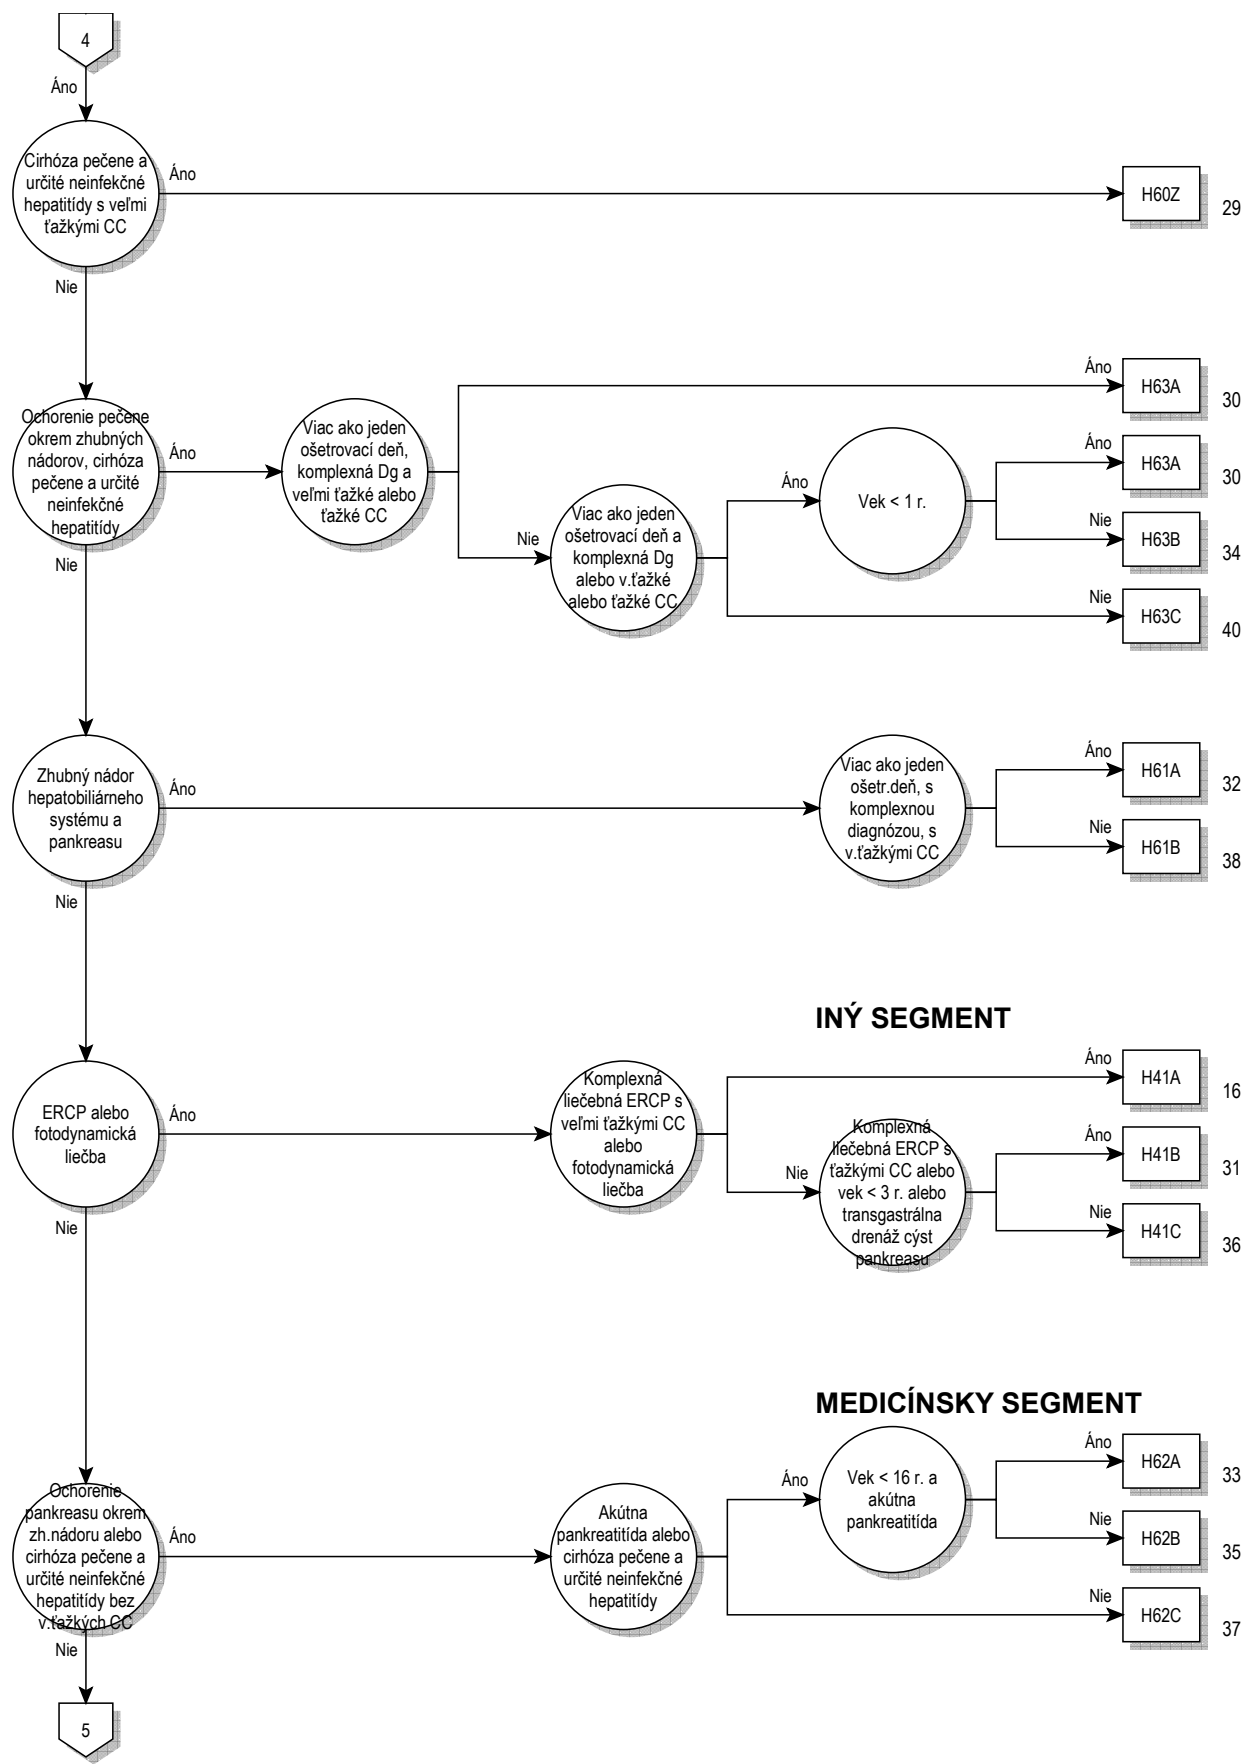 4
Áno
Cirhóza pečene a
určité neinfekčné
hepatitídy s veľmi
ťažkými CC
Áno
H60Z
29
Nie
Ochorenie pečene
okrem zhubných
nádorov, cirhóza
pečene a určité
neinfekčné
hepatitídy
Áno
Viac ako jeden
ošetrovací deň,
komplexná Dg a
veľmi ťažké alebo
ťažké CC
Áno
H63A
30
Nie
Viac ako jeden
ošetrovací deň a
komplexná Dg
alebo v.ťažké
alebo ťažké CC
Áno
Vek < 1 r.
Áno
H63A
30
Nie
H63B
34
Nie
H63C
40
Nie
Zhubný nádor
hepatobiliárneho
systému a
pankreasu
Áno
Viac ako jeden
ošetr.deň, s
komplexnou
diagnózou, s
v.ťažkými CC
Áno
H61A
32
Nie
H61B
38
Nie
INÝ SEGMENT
ERCP alebo
fotodynamická
liečba
Áno
Komplexná
liečebná ERCP s
veľmi ťažkými CC
alebo
fotodynamická
liečba
Áno
H41A
16
Nie
Komplexná
liečebná ERCP s
ťažkými CC alebo
vek < 3 r. alebo
transgastrálna
drenáž cýst
pankreasu
Áno
H41B
31
Nie
H41C
36
Nie
MEDICÍNSKY SEGMENT
Ochorenie
pankreasu okrem
zh.nádoru alebo
cirhóza pečene a
určité neinfekčné
hepatitídy bez
v.ťažkých CC
Áno
Akútna
pankreatitída alebo
cirhóza pečene a
určité neinfekčné
hepatitídy
Áno
Vek < 16 r. a
akútna
pankreatitída
Áno
H62A
33
Nie
H62B
35
Nie
H62C
37
Nie
5